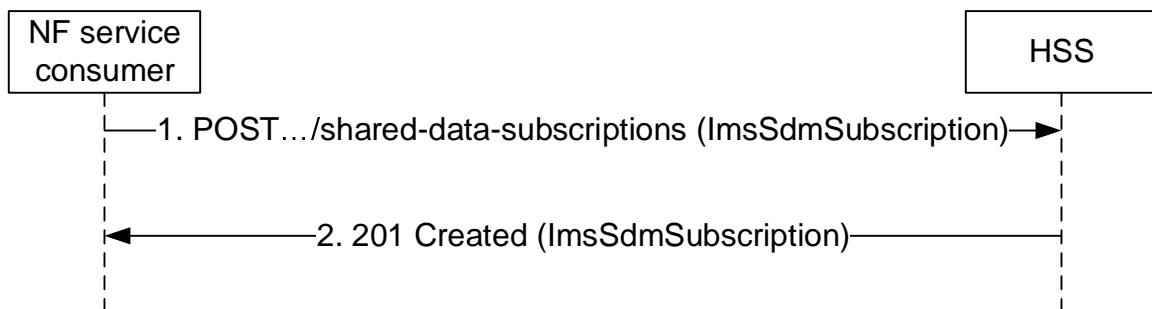 NF service
consumer
HSS
1. POST…/shared-data-subscriptions (ImsSdmSubscription)
2. 201 Created (ImsSdmSubscription)